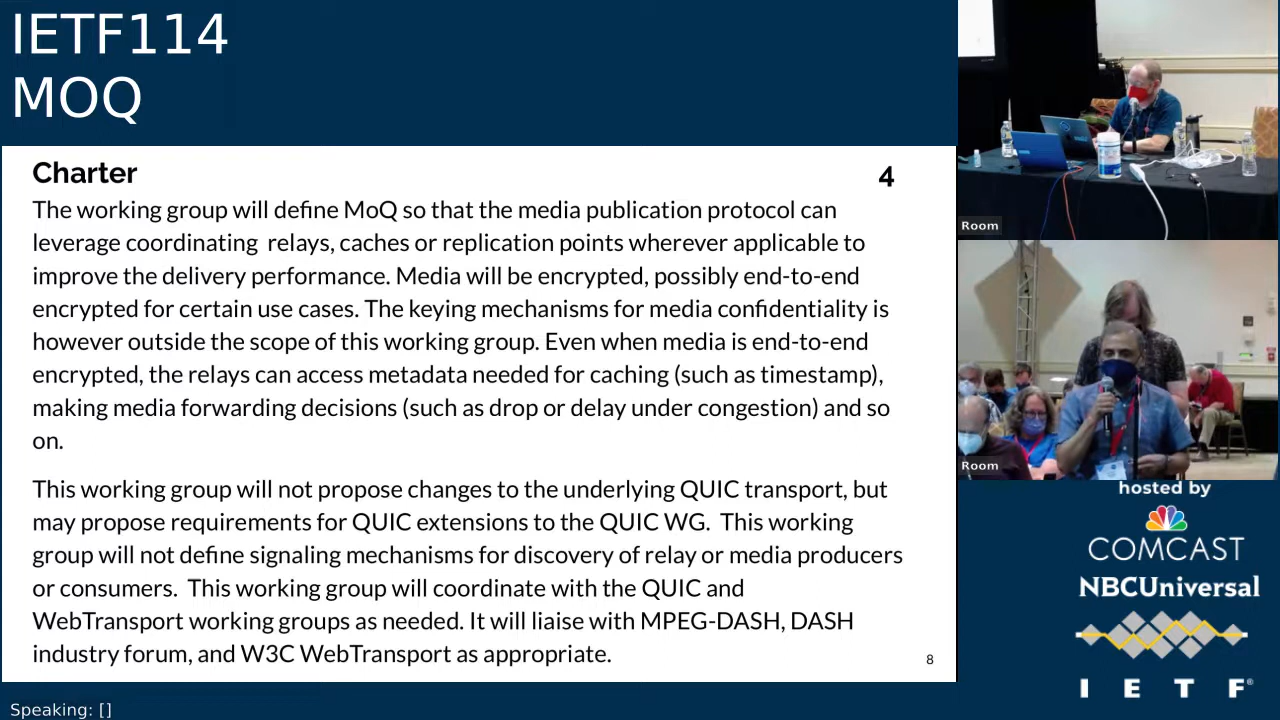 IETF114
MOQ
Charter
4
The working group will define MoQ so that the media publication protocol can
leverage coordinating  relays, caches or replication points wherever applicable to
improve the delivery performance. Media will be encrypted, possibly end-to-end
encrypted for certain use cases. The keying mechanisms for media confidentiality is
however outside the scope of this working group. Even when media is end-to-end
encrypted, the relays can access metadata needed for caching (such as timestamp),
making media forwarding decisions (such as drop or delay under congestion) and so
on.
This working group will not propose changes to the underlying QUIC transport, but
may propose requirements for QUIC extensions to the QUIC WG.  This working
group will not define signaling mechanisms for discovery of relay or media producers
or consumers.  This working group will coordinate with the QUIC and
WebTransport working groups as needed. It will liaise with MPEG-DASH, DASH
industry forum, and W3C WebTransport as appropriate.
8
Room
Room
hosted by
COMCAST
NBCUniversal
I E T F®
Speaking: []